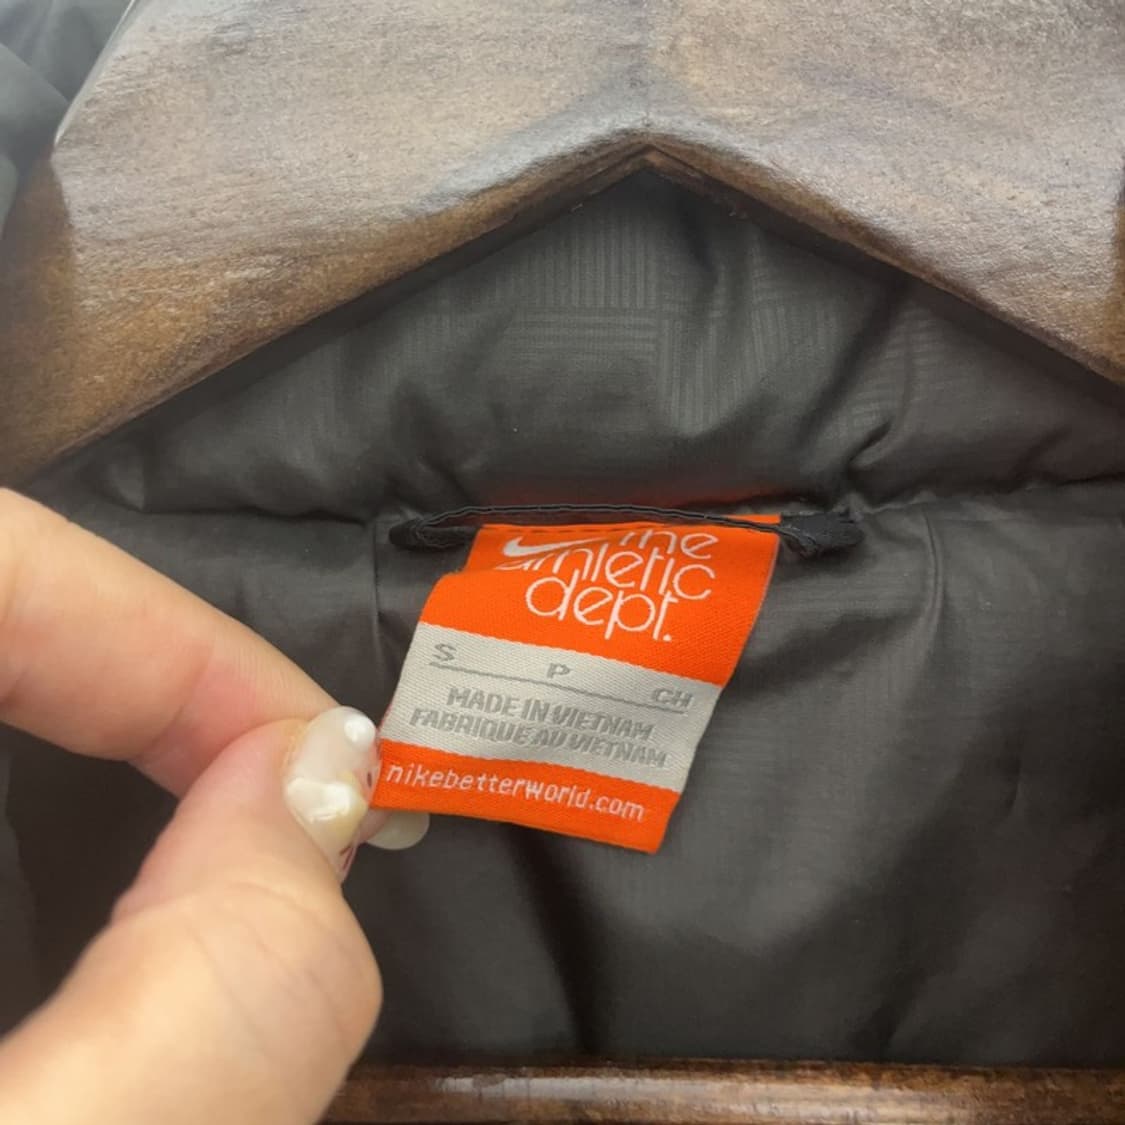 the
athletic
dept.
S P CH
MADE IN VIETNAM
FABRIQUE AU VIETNAM
nikebetterworld.com